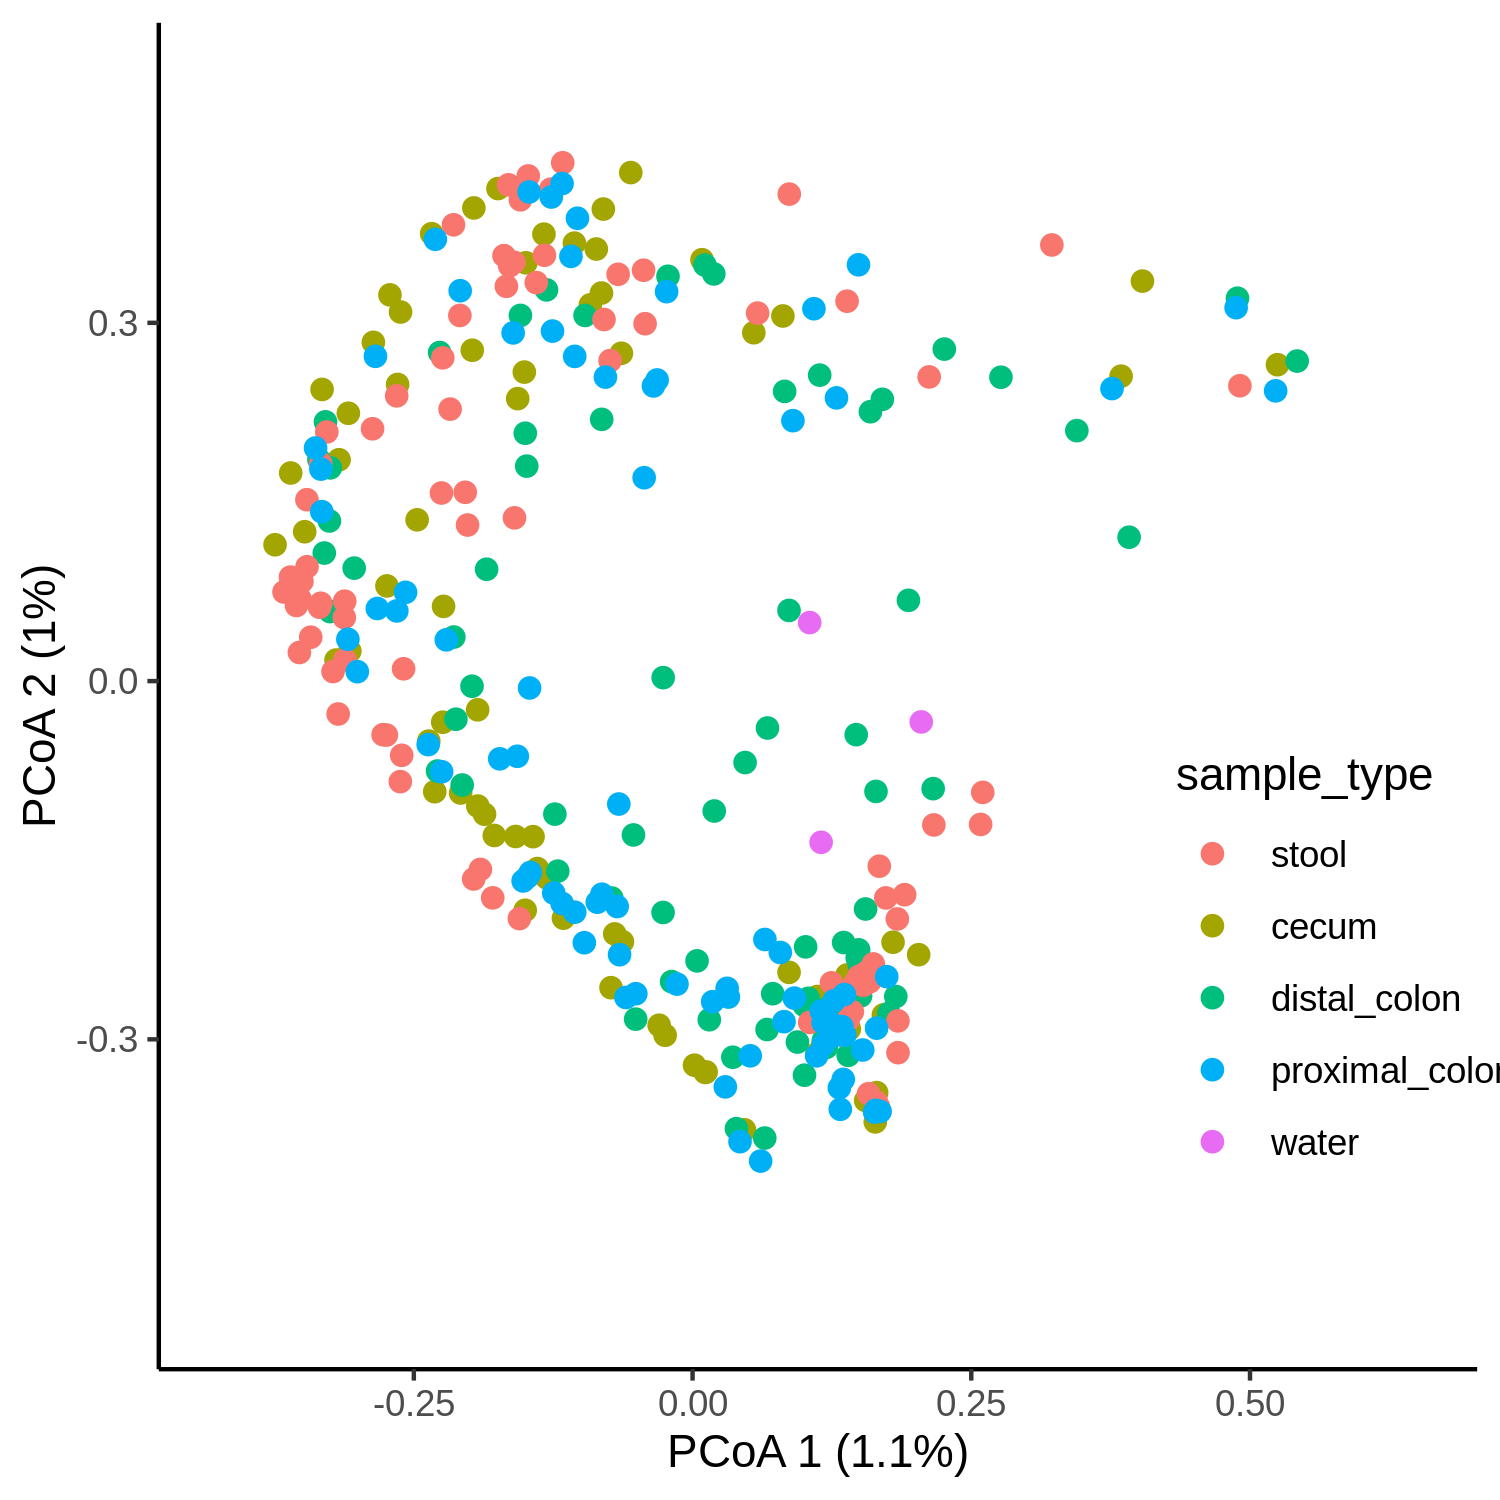 0.3
0.0
-0.3
PCoA 2 (1%)
-0.25
0.00
0.25
0.50
PCoA 1 (1.1%)
sample_type
stool
cecum
distal_colon
proximal_colon
water